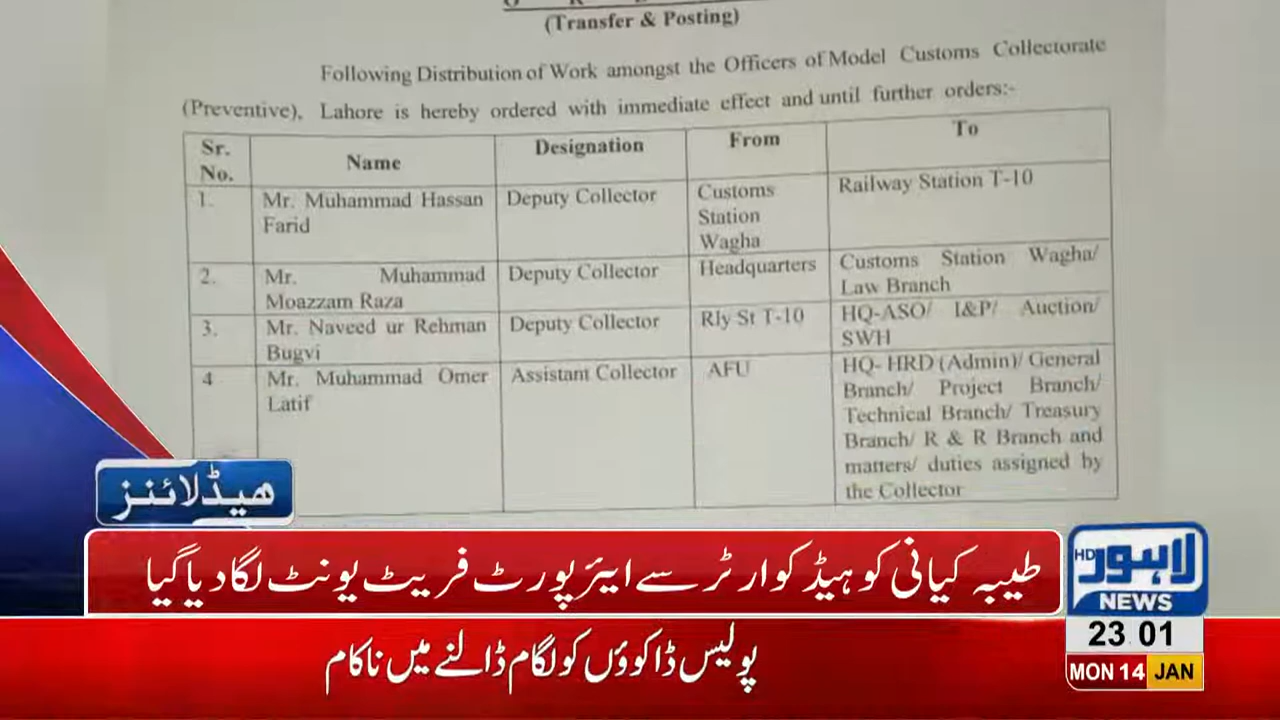 (Transfer & Posting)
Following Distribution of Work amongst the Officers of Model Customs Collectorate
(Preventive), Lahore is hereby ordered with immediate effect and until further orders:-
Sr. No. Name Designation From To
1. Mr. Muhammad Hassan Farid Deputy Collector Customs Station Wagha Railway Station T-10
2. Mr. Muhammad Moazzam Raza Deputy Collector Headquarters Customs Station Wagha/ Law Branch
3. Mr. Naveed ur Rehman Bugvi Deputy Collector Rly St T-10 HQ-ASO/ I&P/ Auction/ SWH
4 Mr. Muhammad Omer Latif Assistant Collector AFU HQ- HRD (Admin)/ General Branch/ Project Branch/ Technical Branch/ Treasury Branch/ R & R Branch and matters/ duties assigned by the Collector
ھیڈلائنز
طیبہ کیانی کو ہیڈ کوارٹر سے ایئرپورٹ فریٹ یونٹ لگا دیا گیا
لاہور HD
NEWS
23 01
MON 14 JAN
پولیس ڈاکوؤں کو لگام ڈالنے میں ناکام